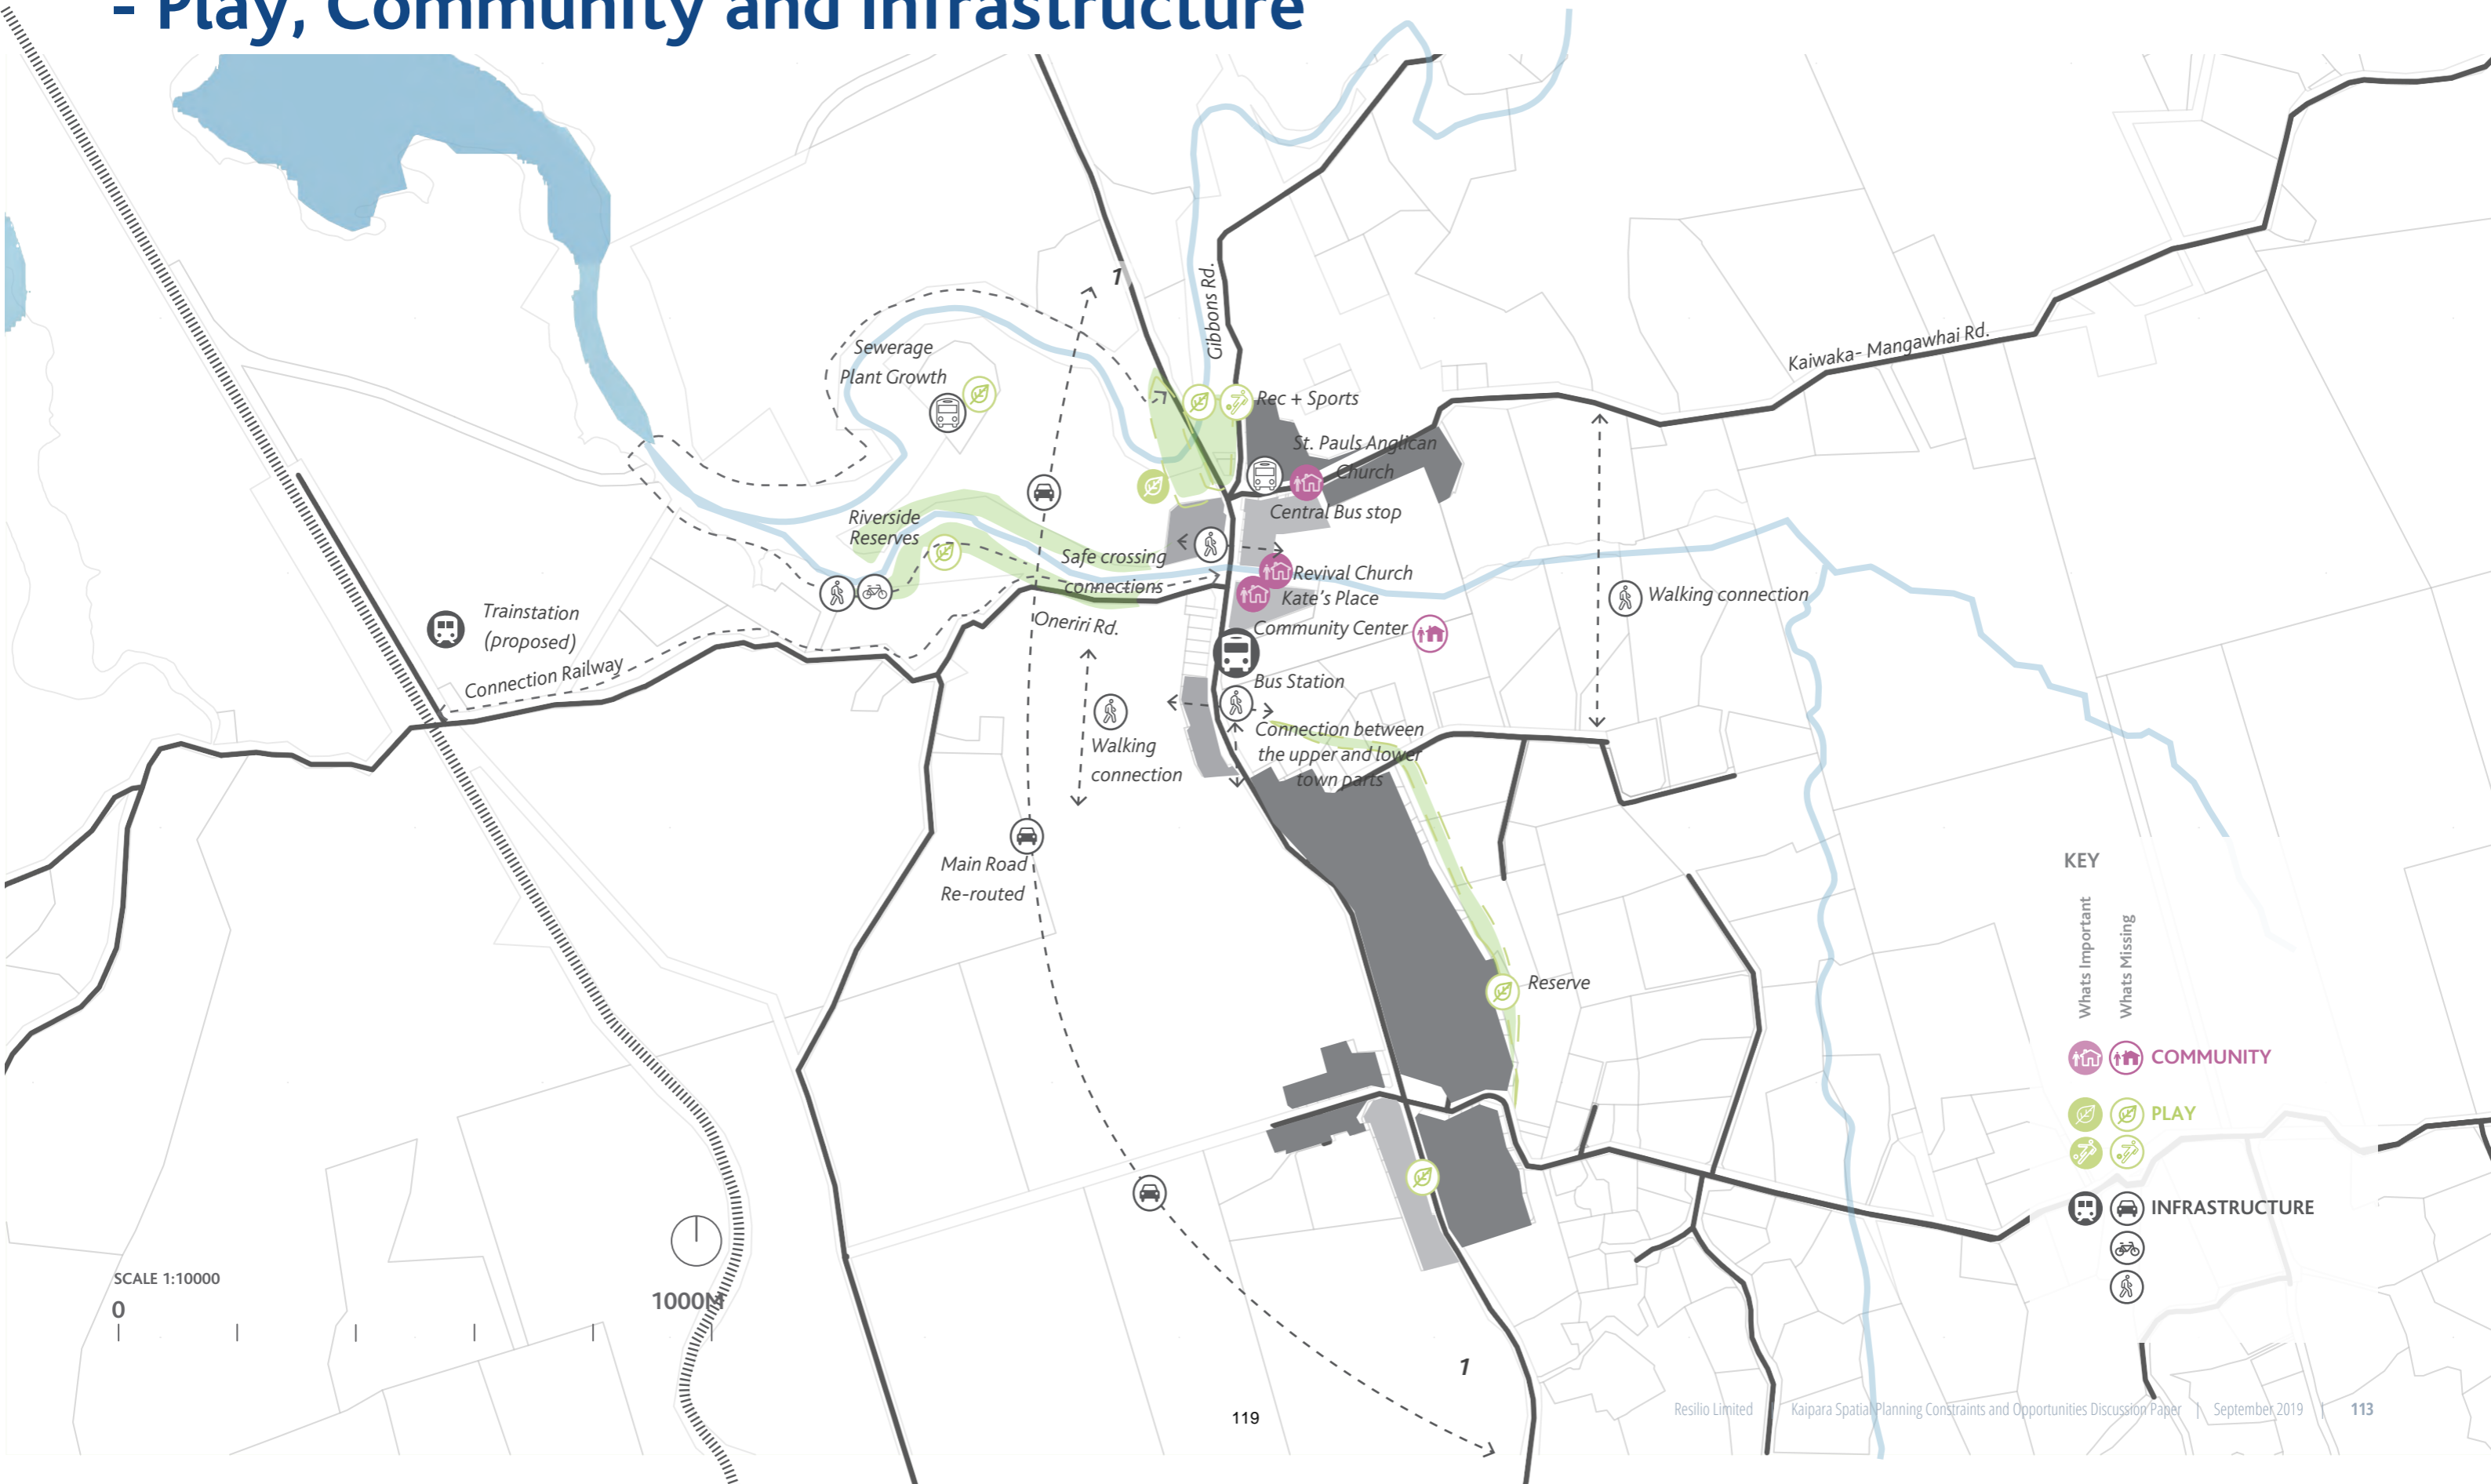 - Play, Community and Infrastructure
1
Gibbons Rd.
Kaiwaka- Mangawhai Rd.
Sewerage
Plant Growth
Rec + Sports
St. Pauls Anglican
Church
Central Bus stop
Riverside
Reserves
Safe crossing
connections
Revival Church
Kate's Place
Community Center
Walking connection
Trainstation
(proposed)
Connection Railway
Oneriri Rd.
Bus Station
Walking
connection
Connection between
the upper and lower
town parts
Main Road
Re-routed
Reserve
KEY
Whats Important
Whats Missing
COMMUNITY
PLAY
INFRASTRUCTURE
SCALE 1:10000
0
1000M
1
119
Resilio Limited | Kaipara Spatial Planning Constraints and Opportunities Discussion Paper | September 2019 | 113